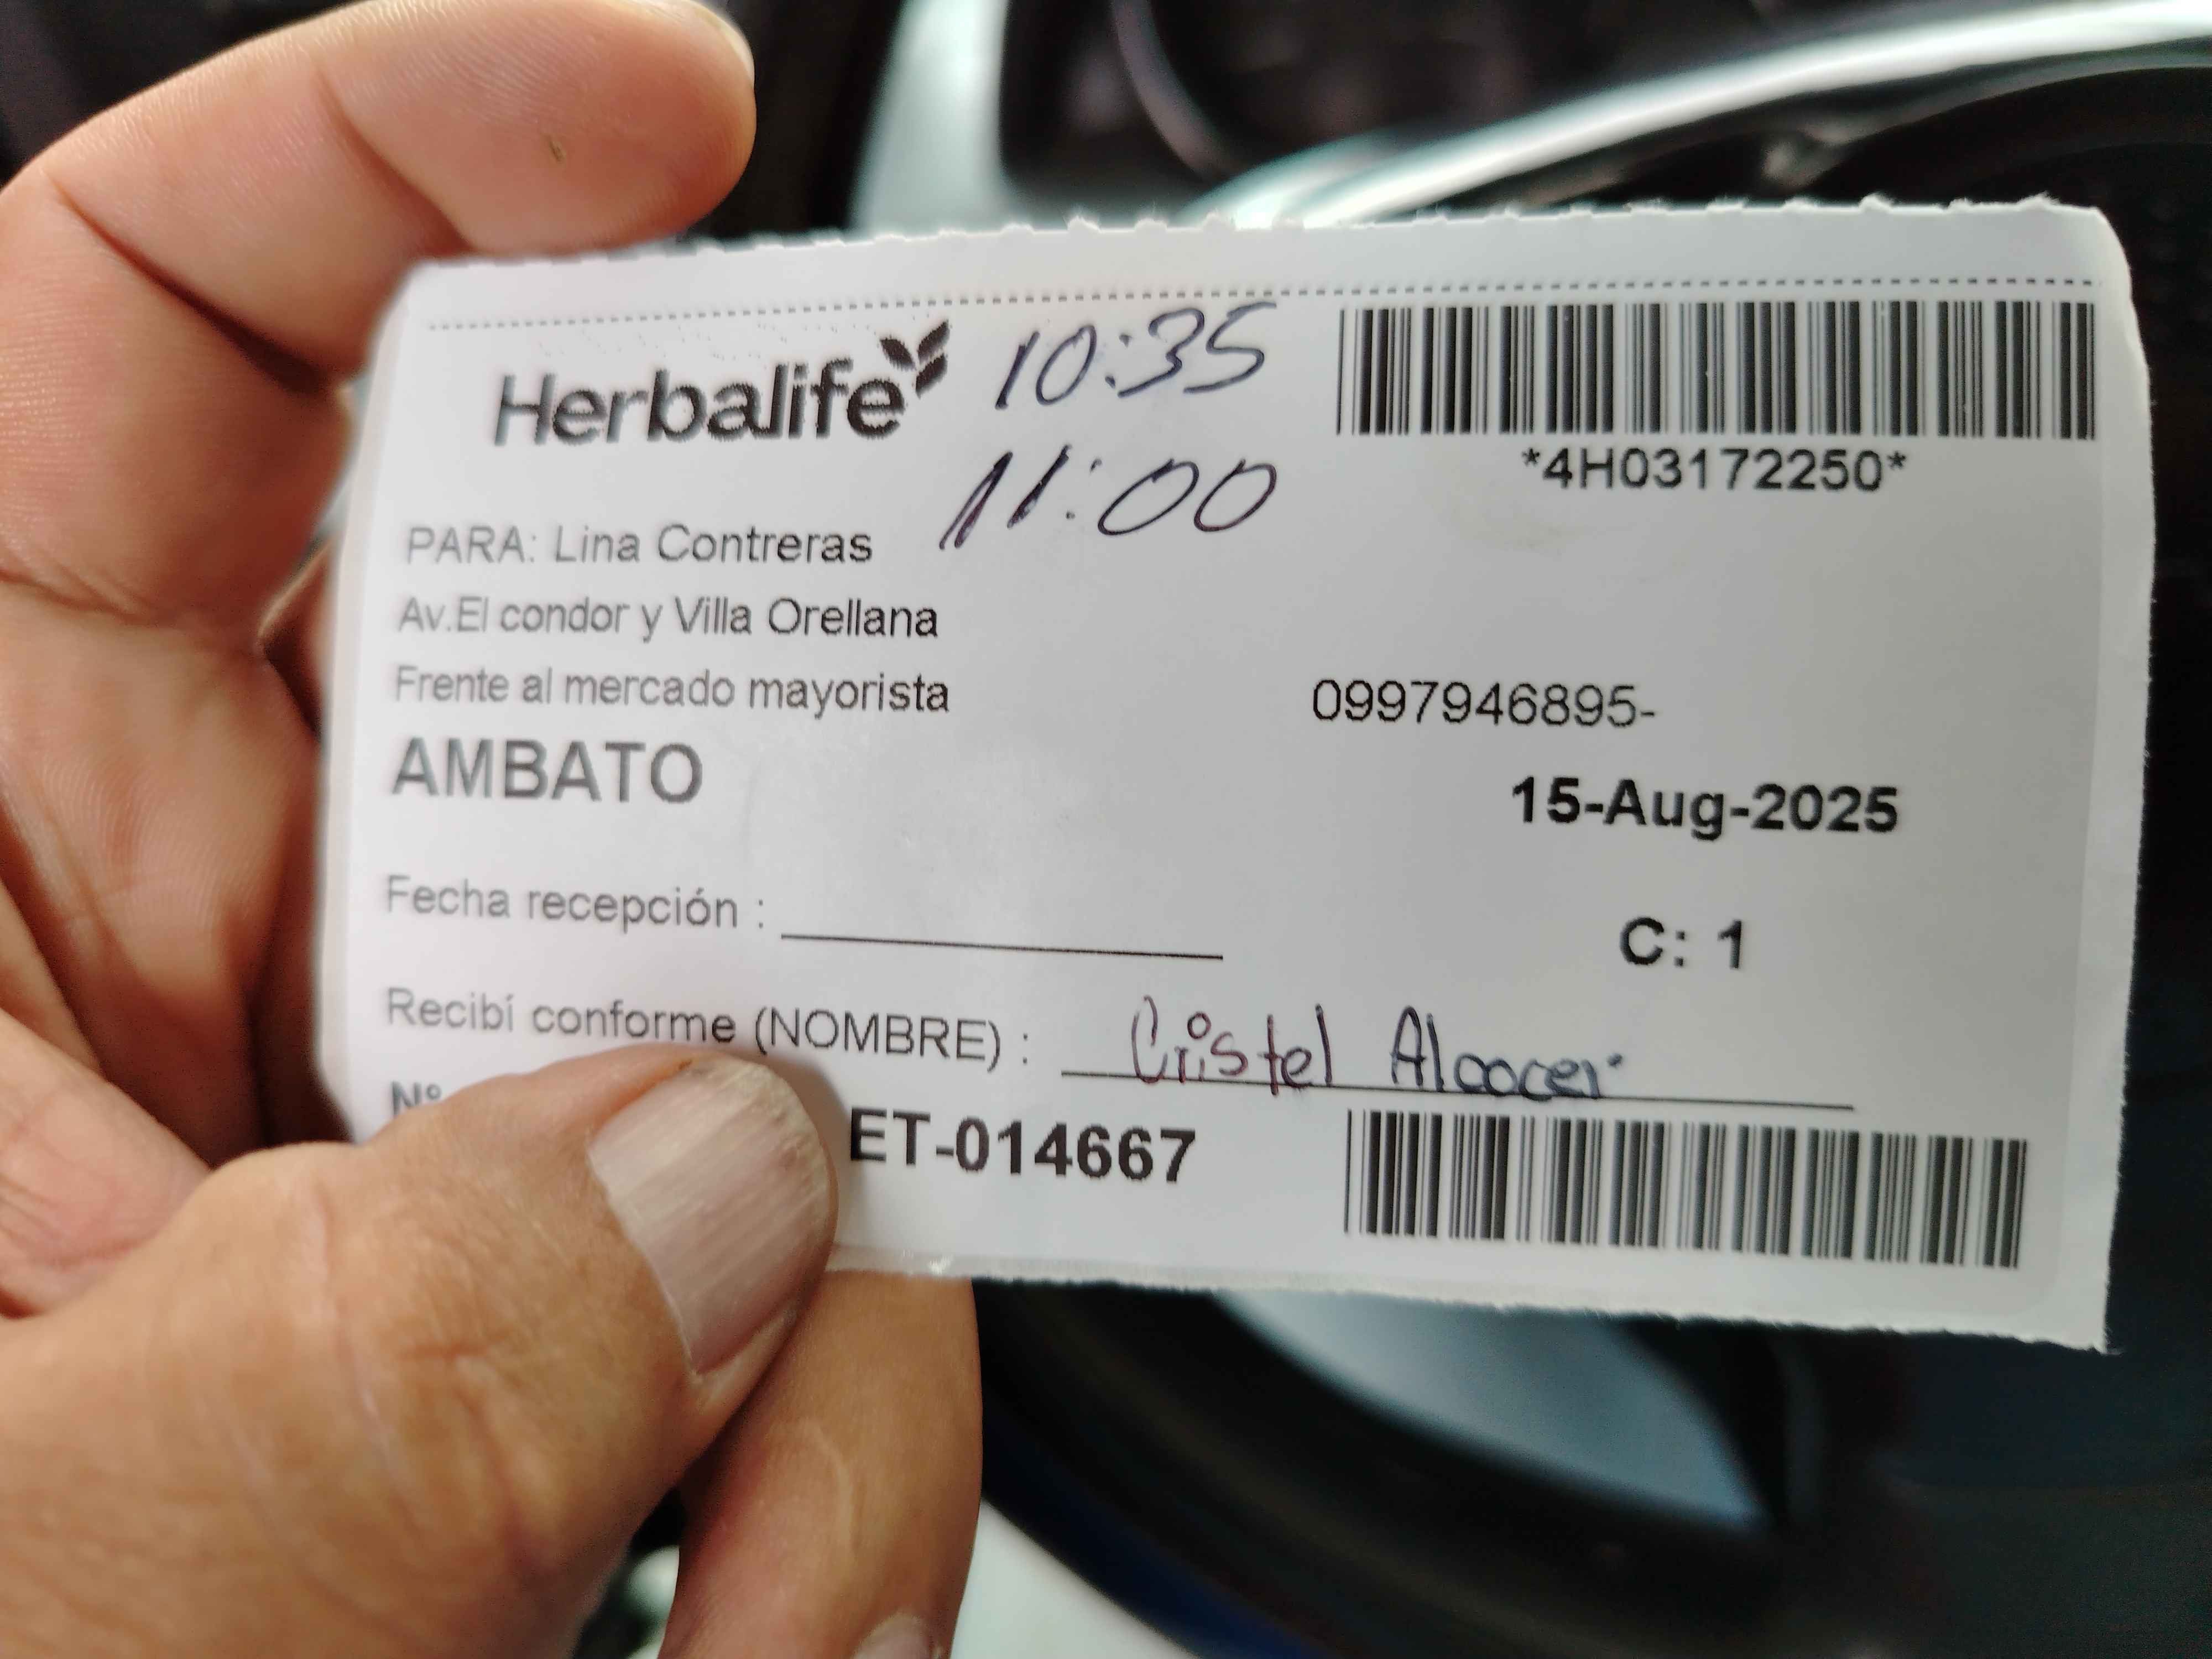 Herbalife 10:35
11:00
*4H03172250*
PARA: Lina Contreras
Av.El condor y Villa Orellana
Frente al mercado mayorista
0997946895-
AMBATO
15-Aug-2025
Fecha recepción :
C: 1
Recibí conforme (NOMBRE) : Cristel Alcocer
Nº
ET-014667